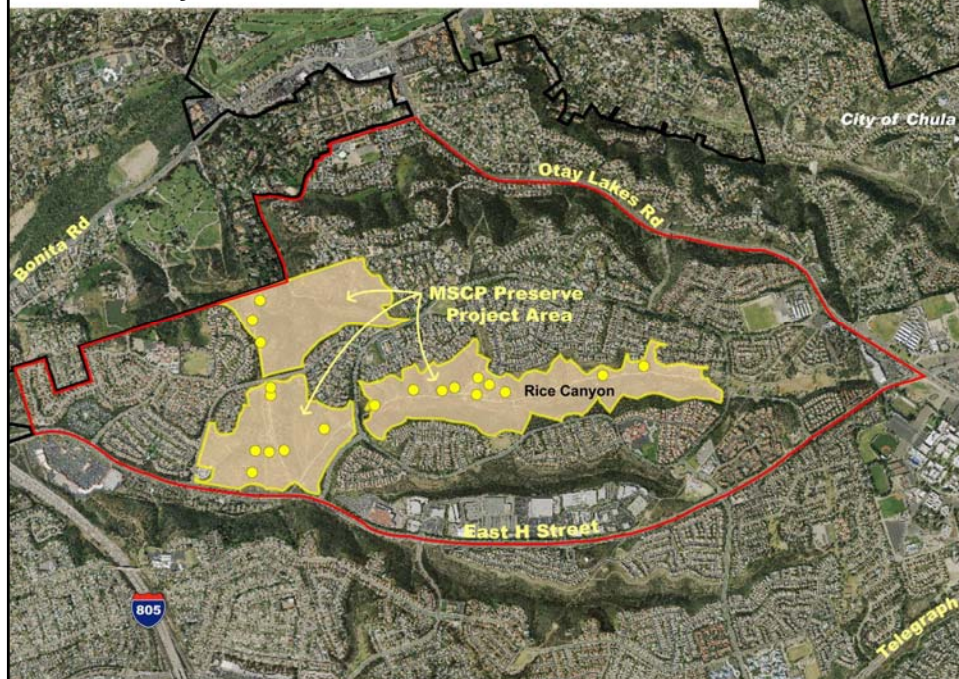 City of Chula
Otay Lakes Rd
Bonita Rd
MSCP Preserve
Project Area
Rice Canyon
East H Street
805
Telegraph